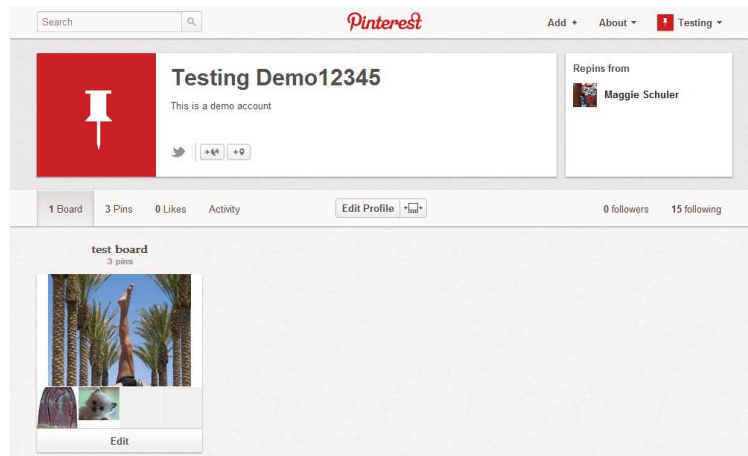 Search
Pinterest
Add +
About
Testing
Testing Demo12345
This is a demo account
Repins from
Maggie Schuler
1 Board
3 Pins
0 Likes
Activity
Edit Profile
0 followers
15 following
test board
3 pins
Edit